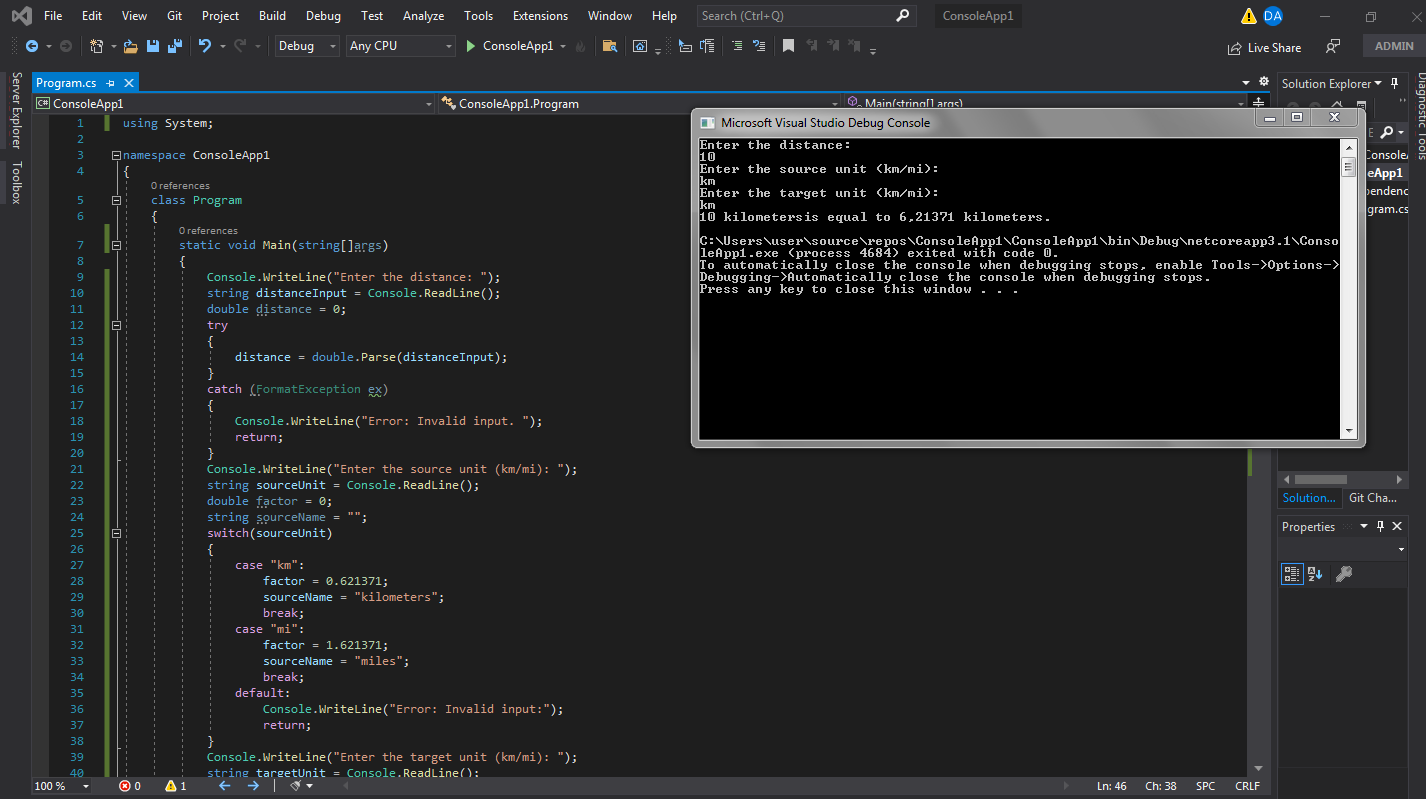 File Edit View Git Project Build Debug Test Analyze Tools Extensions Window Help Search (Ctrl+Q) ConsoleApp1 DA
Debug Any CPU ConsoleApp1 Live Share ADMIN
Server Explorer
Toolbox
Program.cs
ConsoleApp1 ConsoleApp1.Program Main(string[] args)
1 using System;
2
3 namespace ConsoleApp1
4 {
0 references
5 class Program
6 {
0 references
7 static void Main(string[]args)
8 {
9 Console.WriteLine("Enter the distance: ");
10 string distanceInput = Console.ReadLine();
11 double distance = 0;
12 try
13 {
14 distance = double.Parse(distanceInput);
15 }
16 catch (FormatException ex)
17 {
18 Console.WriteLine("Error: Invalid input. ");
19 return;
20 }
21 Console.WriteLine("Enter the source unit (km/mi): ");
22 string sourceUnit = Console.ReadLine();
23 double factor = 0;
24 string sourceName = "";
25 switch(sourceUnit)
26 {
27 case "km":
28 factor = 0.621371;
29 sourceName = "kilometers";
30 break;
31 case "mi":
32 factor = 1.621371;
33 sourceName = "miles";
34 break;
35 default:
36 Console.WriteLine("Error: Invalid input:");
37 return;
38 }
39 Console.WriteLine("Enter the target unit (km/mi): ");
40 string targetUnit = Console.ReadLine();
Microsoft Visual Studio Debug Console
Enter the distance:
10
Enter the source unit (km/mi):
km
Enter the target unit (km/mi):
km
10 kilometersis equal to 6,21371 kilometers.
C:\Users\user\source\repos\ConsoleApp1\ConsoleApp1\bin\Debug\netcoreapp3.1\Conso
leApp1.exe (process 4684) exited with code 0.
To automatically close the console when debugging stops, enable Tools->Options->
Debugging->Automatically close the console when debugging stops.
Press any key to close this window . . .
Solution Explorer
Consol
eApp1
pendenc
gram.cs
Diagnostic Tools
Solution... Git Cha...
Properties
100 % 0 1 Ln: 46 Ch: 38 SPC CRLF